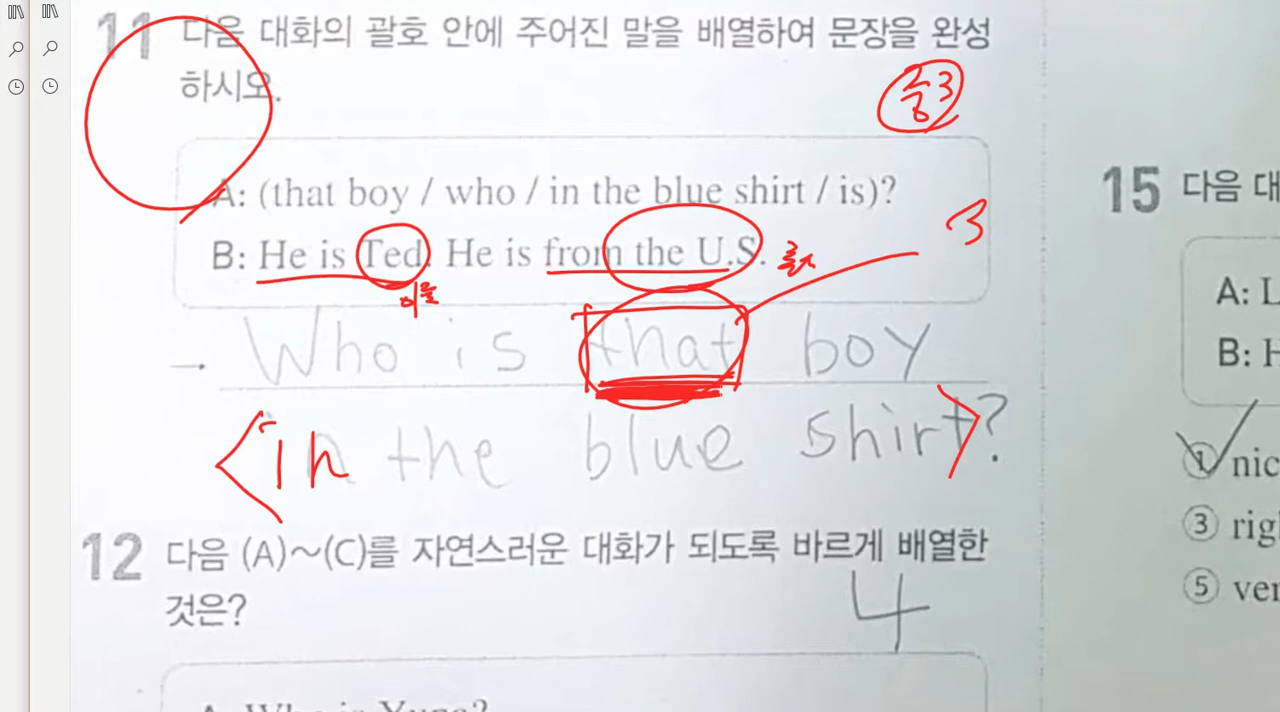 11 다음 대화의 괄호 안에 주어진 말을 배열하여 문장을 완성
하시오.
중3
A: (that boy / who / in the blue shirt / is)?
B: He is Ted. He is from the U.S.
이름
3
→ Who is that boy
in the blue shirt?
12 다음 (A)~(C)를 자연스러운 대화가 되도록 바르게 배열한
것은?
4
15 다음 대
A: L
B: H
① nic
③ rig
⑤ ver